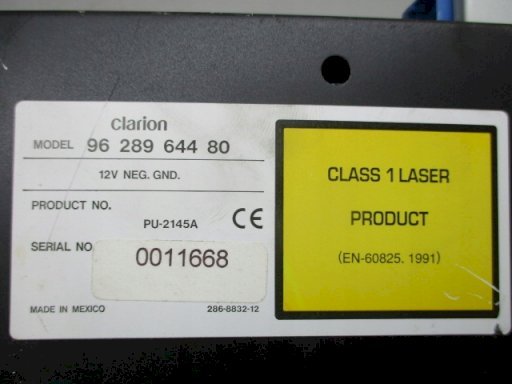 clarion
MODEL 96 289 644 80
12V NEG. GND.
PRODUCT NO.
PU-2145A
CE
SERIAL NO
0011668
MADE IN MEXICO
286-8832-12
CLASS 1 LASER
PRODUCT
(EN-60825. 1991)